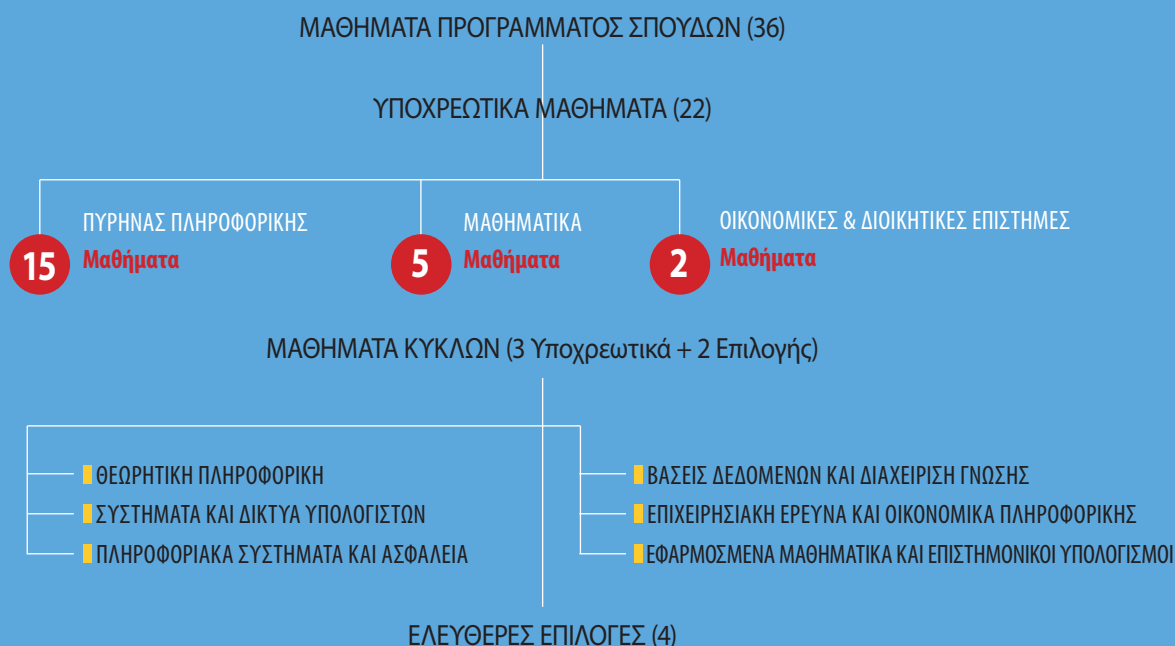 ΜΑΘΗΜΑΤΑ ΠΡΟΓΡΑΜΜΑΤΟΣ ΣΠΟΥΔΩΝ (36)
ΥΠΟΧΡΕΩΤΙΚΑ ΜΑΘΗΜΑΤΑ (22)
15
ΠΥΡΗΝΑΣ ΠΛΗΡΟΦΟΡΙΚΗΣ
Μαθήματα
5
ΜΑΘΗΜΑΤΙΚΑ
Μαθήματα
2
ΟΙΚΟΝΟΜΙΚΕΣ & ΔΙΟΙΚΗΤΙΚΕΣ ΕΠΙΣΤΗΜΕΣ
Μαθήματα
ΜΑΘΗΜΑΤΑ ΚΥΚΛΩΝ (3 Υποχρεωτικά + 2 Επιλογής)
ΘΕΩΡΗΤΙΚΗ ΠΛΗΡΟΦΟΡΙΚΗ
ΣΥΣΤΗΜΑΤΑ ΚΑΙ ΔΙΚΤΥΑ ΥΠΟΛΟΓΙΣΤΩΝ
ΠΛΗΡΟΦΟΡΙΑΚΑ ΣΥΣΤΗΜΑΤΑ ΚΑΙ ΑΣΦΑΛΕΙΑ
ΒΑΣΕΙΣ ΔΕΔΟΜΕΝΩΝ ΚΑΙ ΔΙΑΧΕΙΡΙΣΗ ΓΝΩΣΗΣ
ΕΠΙΧΕΙΡΗΣΙΑΚΗ ΕΡΕΥΝΑ ΚΑΙ ΟΙΚΟΝΟΜΙΚΑ ΠΛΗΡΟΦΟΡΙΚΗΣ
ΕΦΑΡΜΟΣΜΕΝΑ ΜΑΘΗΜΑΤΙΚΑ ΚΑΙ ΕΠΙΣΤΗΜΟΝΙΚΟΙ ΥΠΟΛΟΓΙΣΜΟΙ
ΕΛΕΥΘΕΡΕΣ ΕΠΙΛΟΓΕΣ (4)